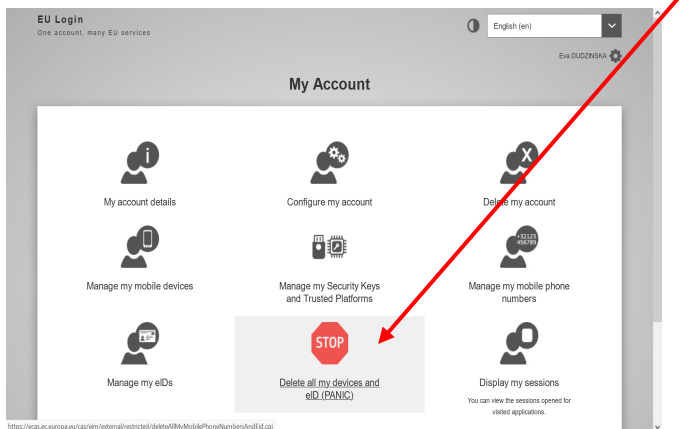 EU Login
One account, many EU services
English (en)
Eva DUDZINSKA
My Account
i
X
My account details
Configure my account
Delete my account
+32123
456789
Manage my mobile devices
Manage my Security Keys
and Trusted Platforms
Manage my mobile phone
numbers
STOP
Manage my eIDs
Delete all my devices and
eID (PANIC)
Display my sessions
You can view the sessions opened for
visited applications.
https://ecas.ec.europa.eu/cas/eim/external/restricted/deleteAllMyMobilePhoneNumbersAndEid.cgi